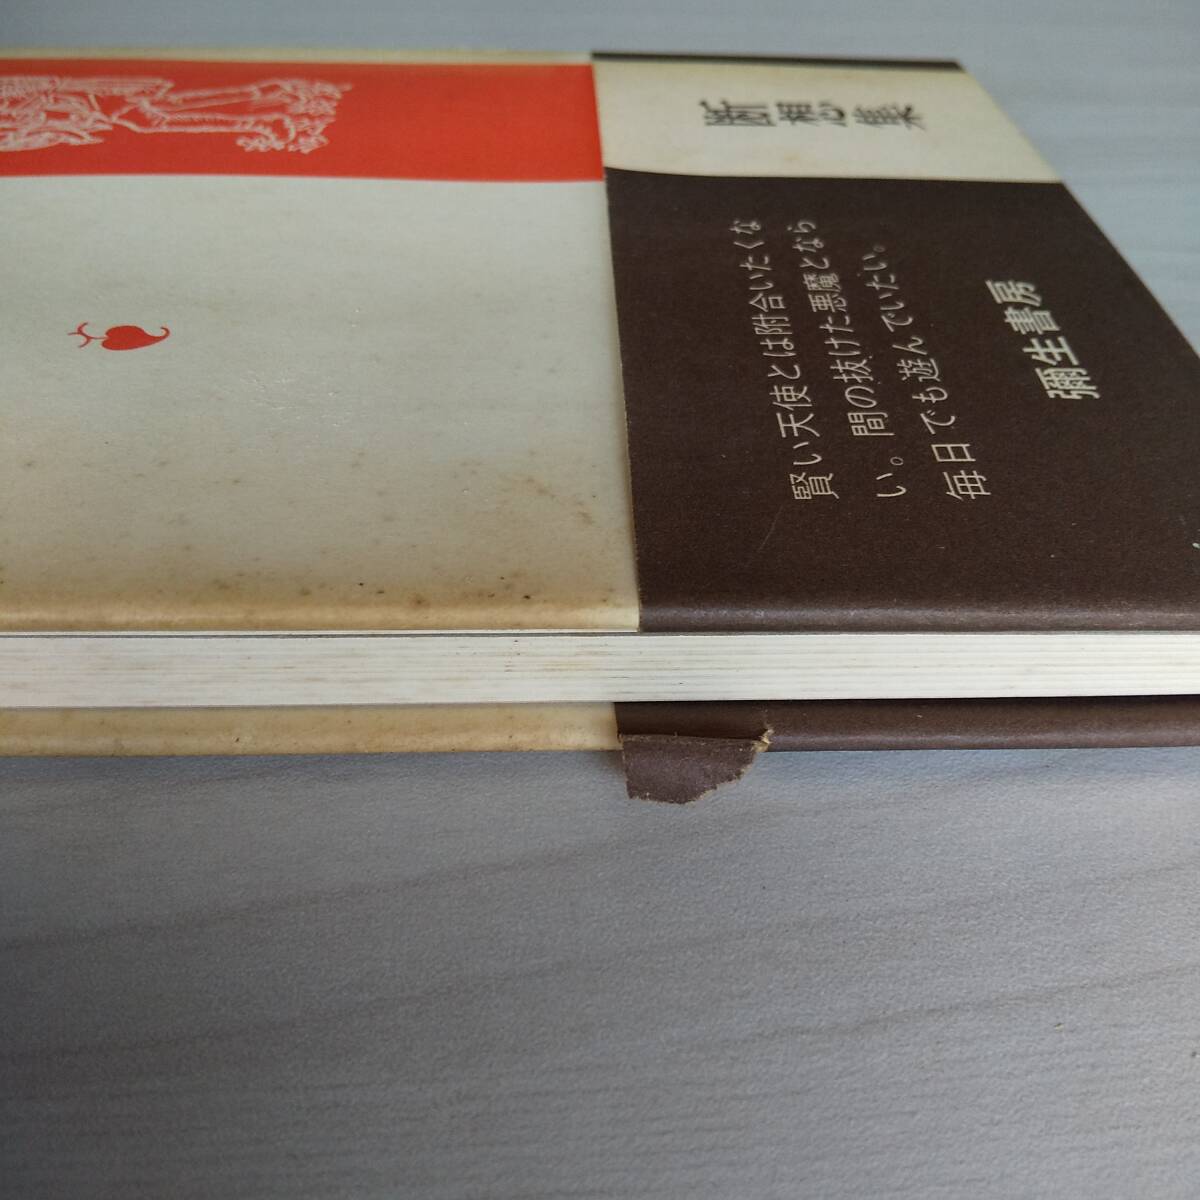 断想集
賢い天使とは附合いたくな
い。間の抜けた悪魔となら
毎日でも遊んでいたい。
彌生書房